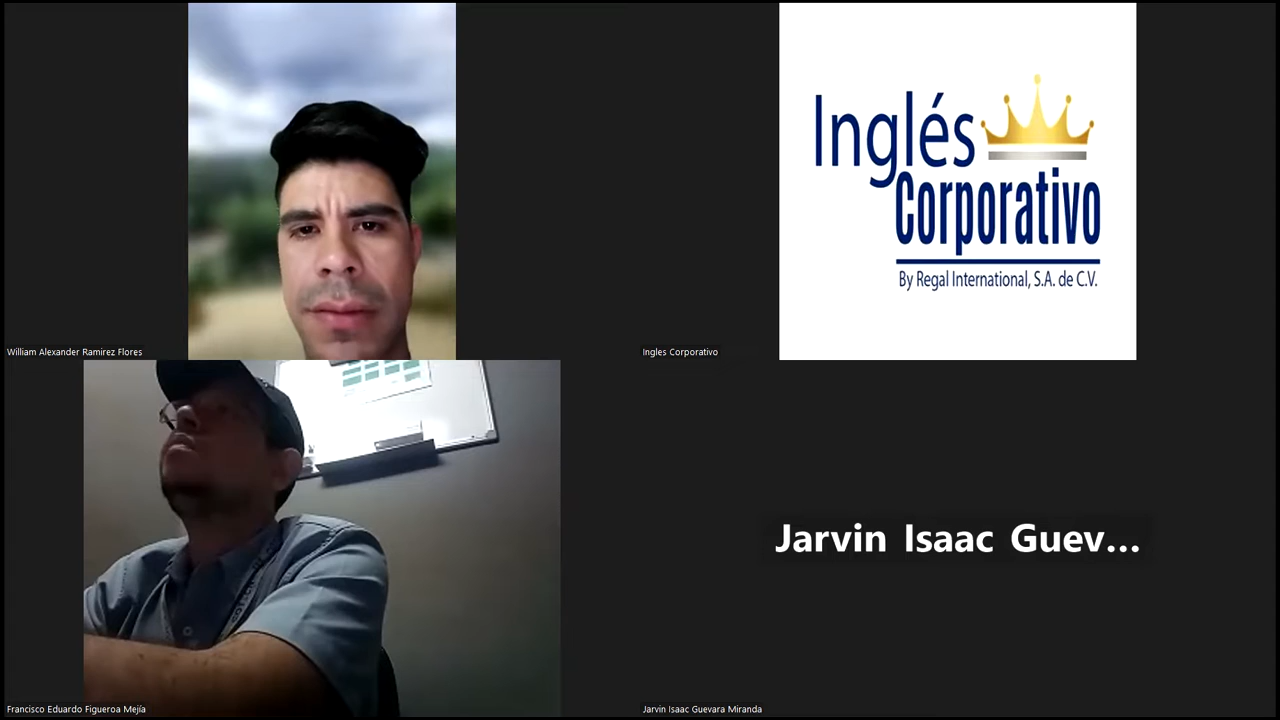 Inglés
Corporativo
By Regal International, S.A. de C.V.
William Alexander Ramirez Flores
Ingles Corporativo
Jarvin Isaac Guev...
Francisco Eduardo Figueroa Mejía
Jarvin Isaac Guevara Miranda